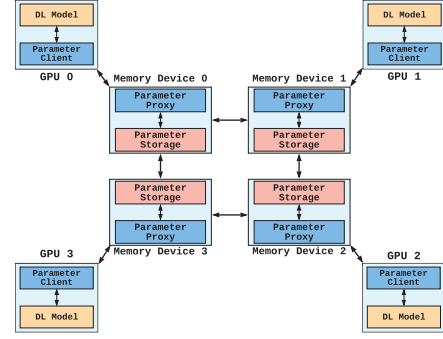 DL Model
Parameter
Client
GPU 0
DL Model
Parameter
Client
GPU 1
Memory Device 0
Parameter
Proxy
Parameter
Storage
Memory Device 1
Parameter
Proxy
Parameter
Storage
Parameter
Storage
Parameter
Proxy
Memory Device 3
Parameter
Storage
Parameter
Proxy
Memory Device 2
GPU 3
Parameter
Client
DL Model
GPU 2
Parameter
Client
DL Model